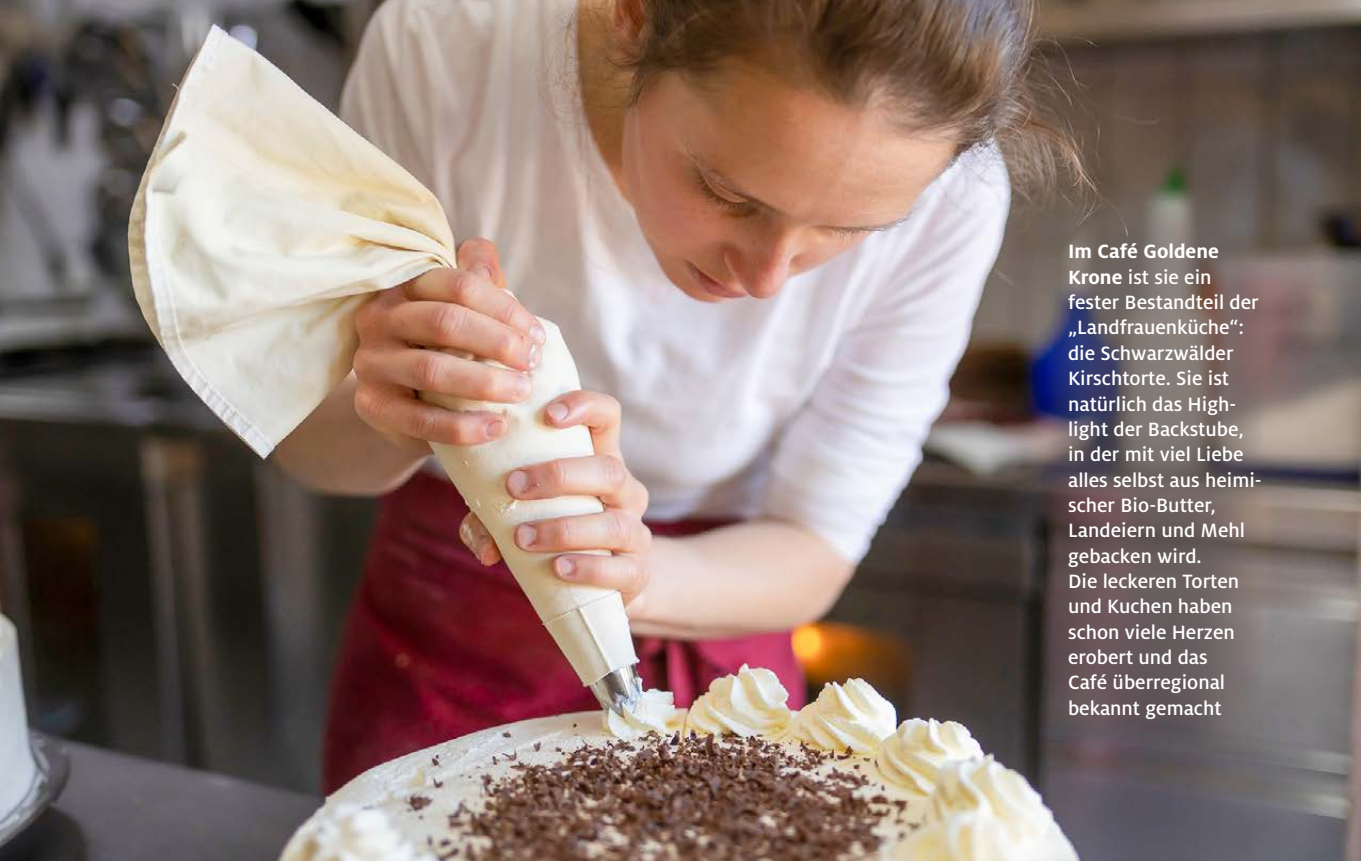 Im Café Goldene
Krone ist sie ein
fester Bestandteil der
„Landfrauenküche“:
die Schwarzwälder
Kirschtorte. Sie ist
natürlich das High-
light der Backstube,
in der mit viel Liebe
alles selbst aus heimi-
scher Bio-Butter,
Landeiern und Mehl
gebacken wird.
Die leckeren Torten
und Kuchen haben
schon viele Herzen
erobert und das
Café überregional
bekannt gemacht